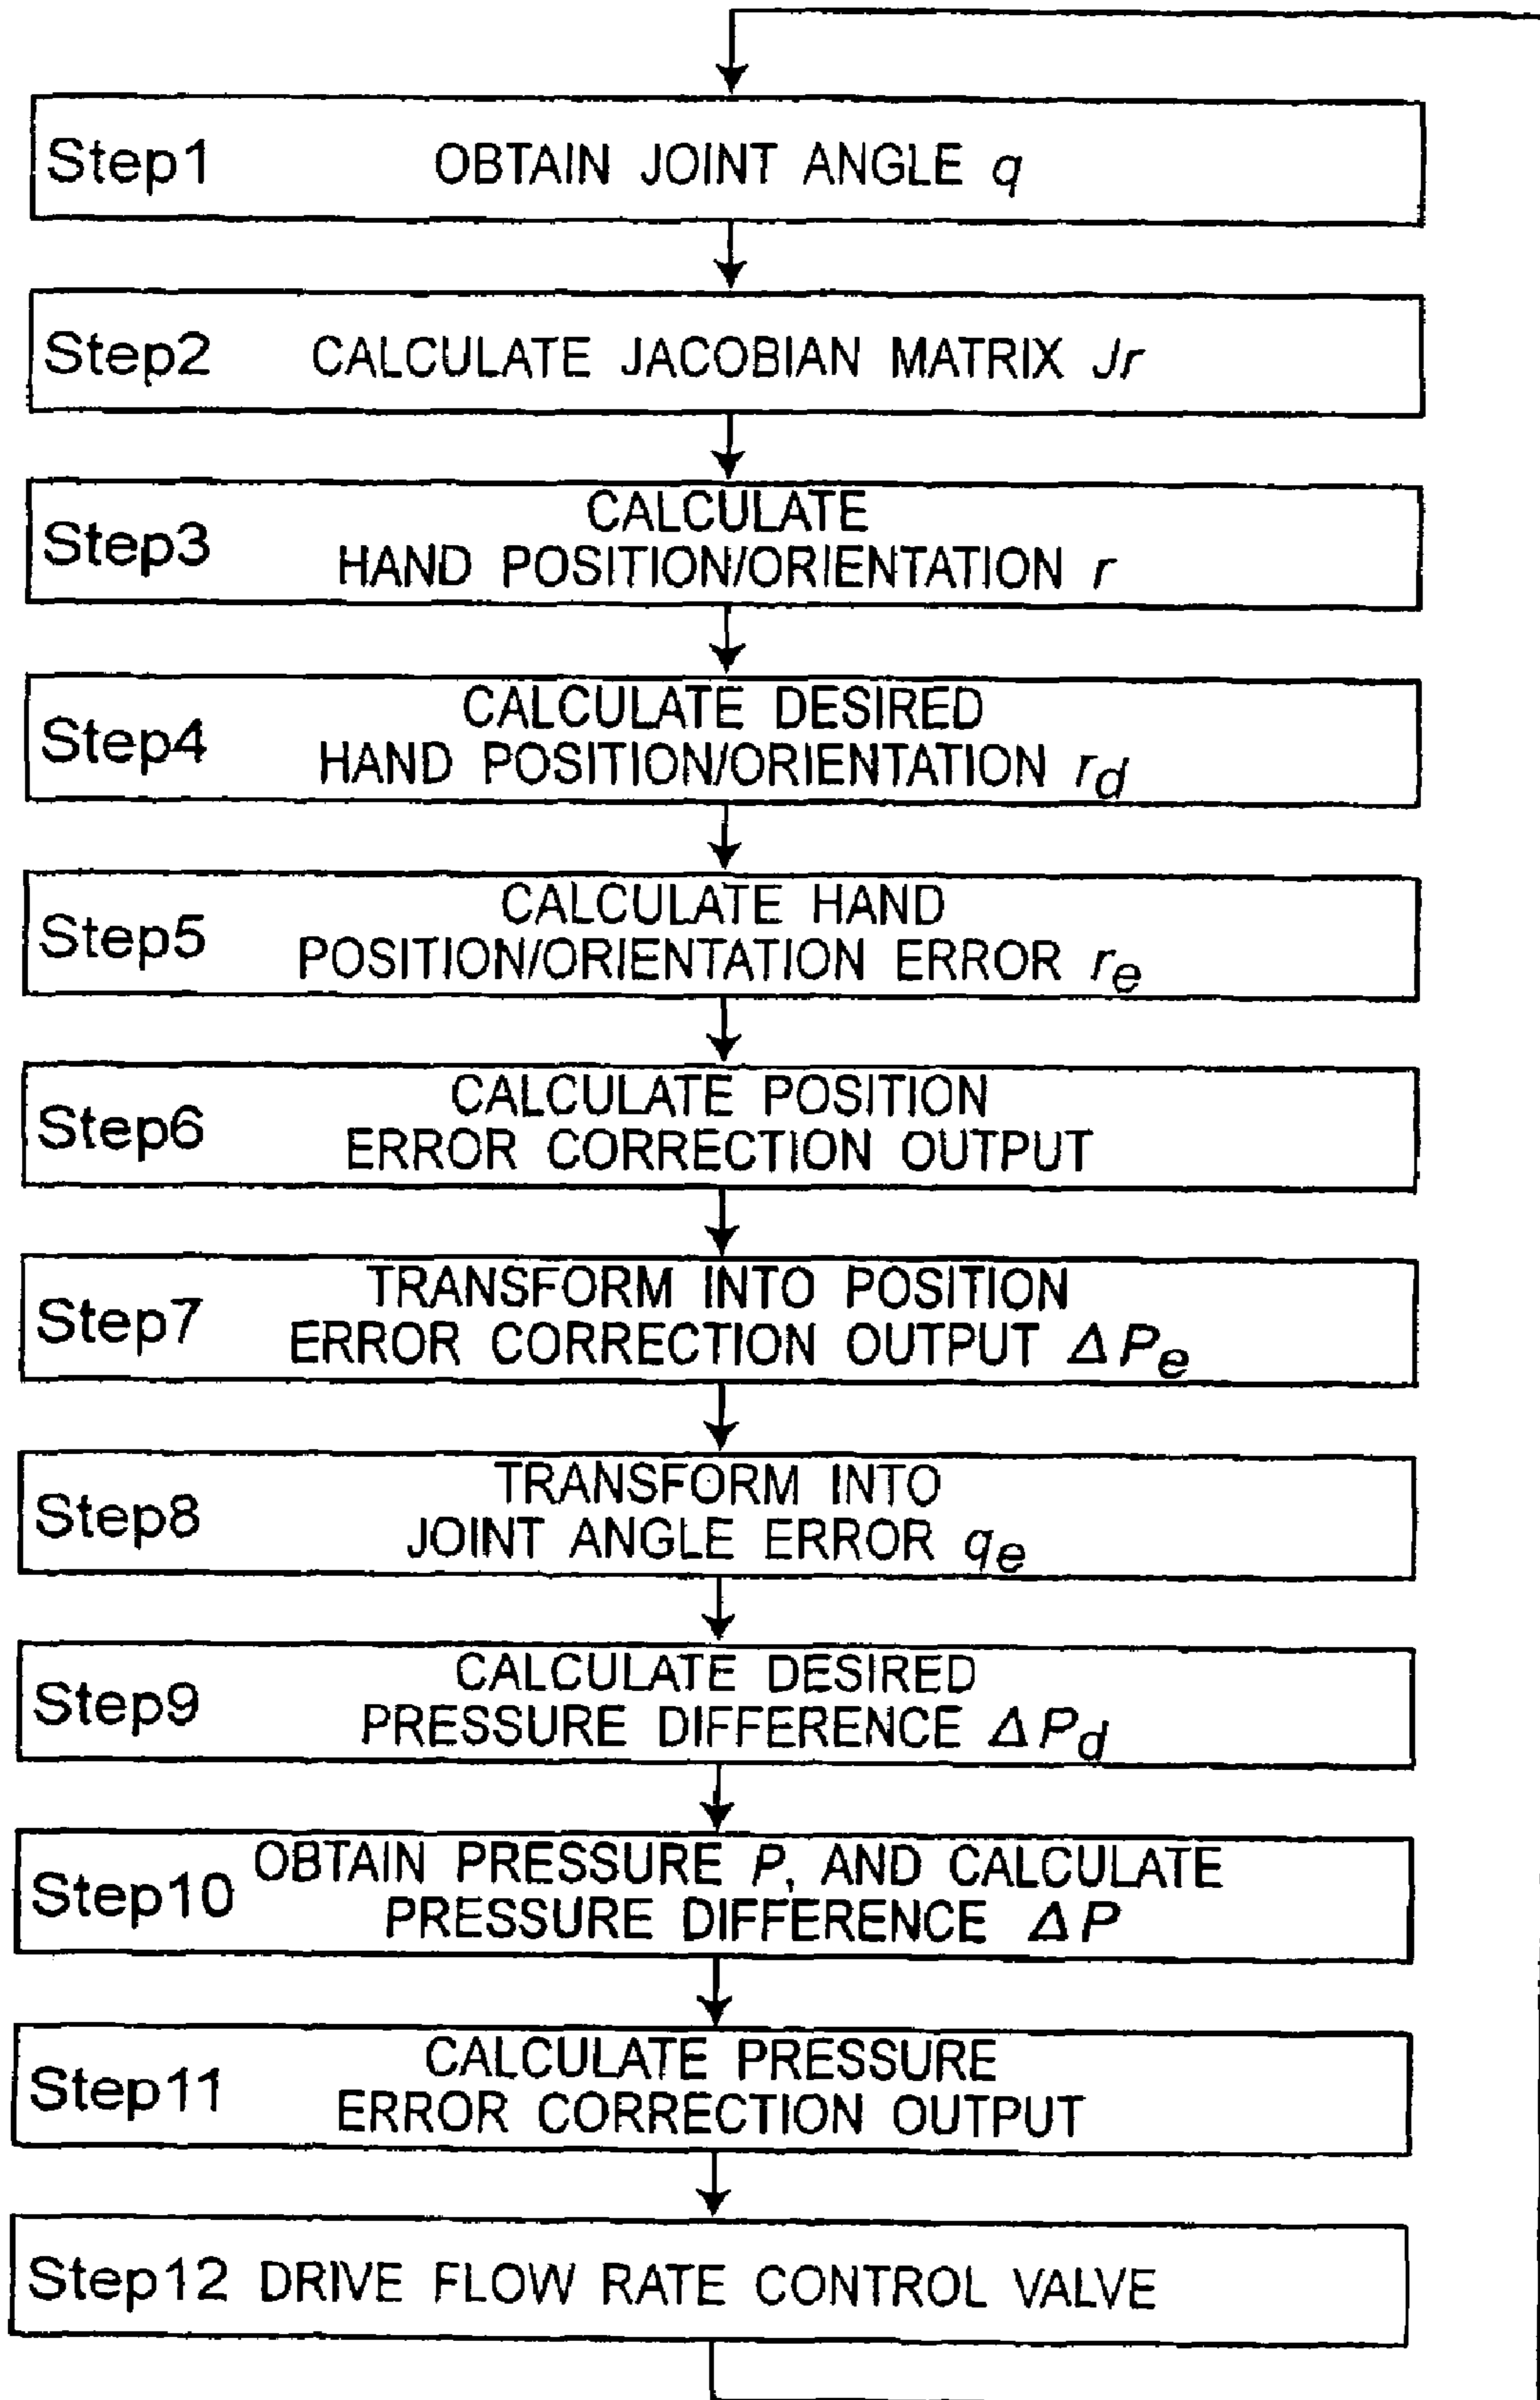 Step1 OBTAIN JOINT ANGLE q
Step2 CALCULATE JACOBIAN MATRIX Jr
Step3 CALCULATE
HAND POSITION/ORIENTATION r
Step4 CALCULATE DESIRED
HAND POSITION/ORIENTATION rd
Step5 CALCULATE HAND
POSITION/ORIENTATION ERROR re
Step6 CALCULATE POSITION
ERROR CORRECTION OUTPUT
Step7 TRANSFORM INTO POSITION
ERROR CORRECTION OUTPUT ΔPe
Step8 TRANSFORM INTO
JOINT ANGLE ERROR qe
Step9 CALCULATE DESIRED
PRESSURE DIFFERENCE ΔPd
Step10 OBTAIN PRESSURE P, AND CALCULATE
PRESSURE DIFFERENCE ΔP
Step11 CALCULATE PRESSURE
ERROR CORRECTION OUTPUT
Step12 DRIVE FLOW RATE CONTROL VALVE